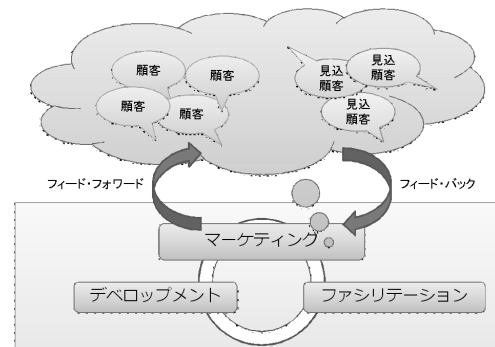 顧客
顧客
顧客
顧客
見込
顧客
見込
顧客
見込
顧客
フィード・フォワード
フィード・バック
マーケティング
デベロップメント
ファシリテーション